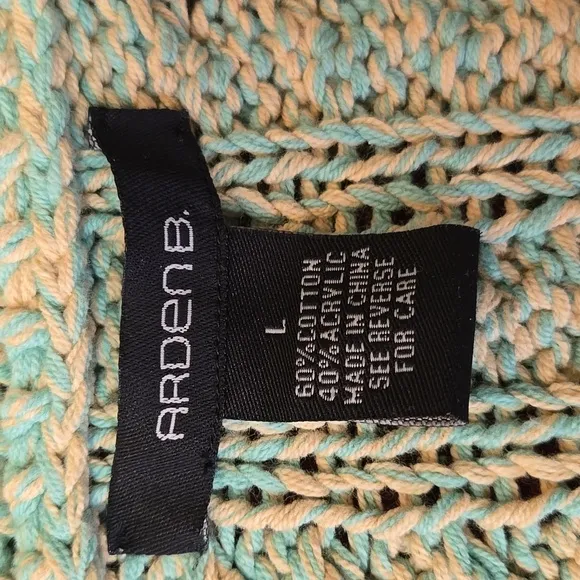 ARDEN B.
L
60%COTTON
40%ACRYLIC
MADE IN CHINA
SEE REVERSE
FOR CARE